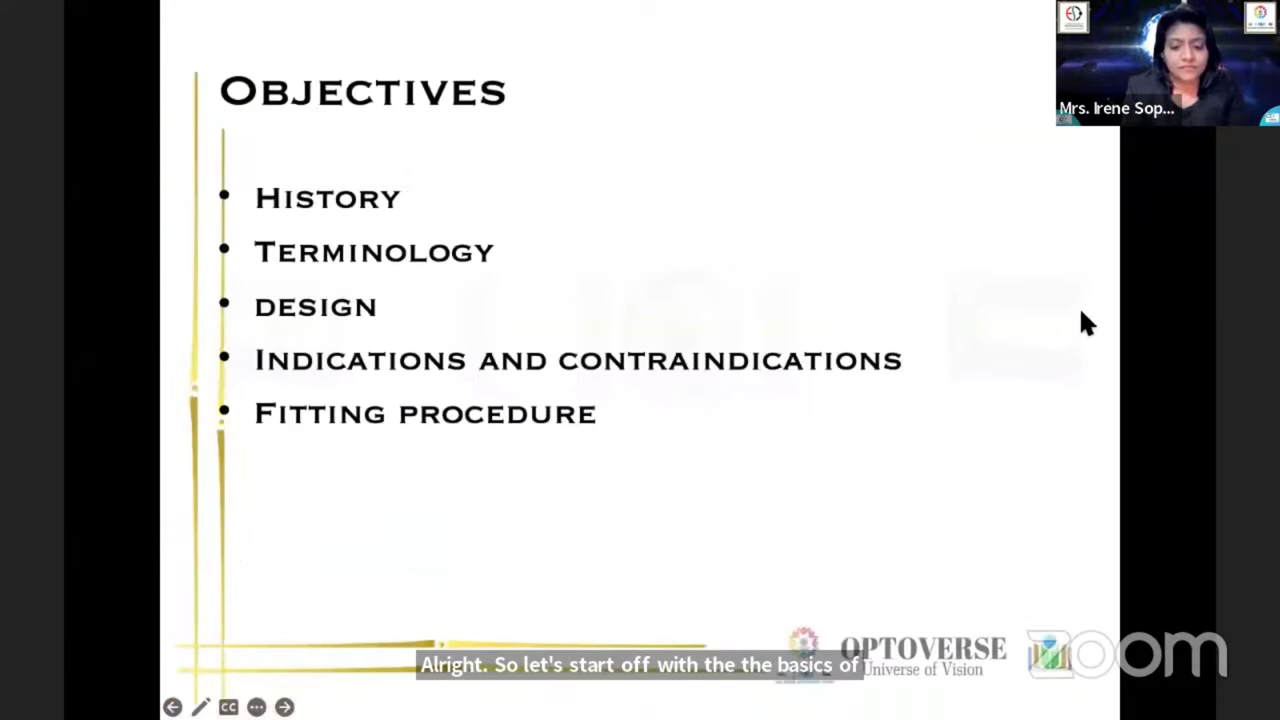 OBJECTIVES
Mrs. Irene Sop...
• HISTORY
• TERMINOLOGY
• DESIGN
• INDICATIONS AND CONTRAINDICATIONS
• FITTING PROCEDURE
OPTOVERSE
Universe of Vision
zoom
Alright. So let's start off with the the basics of
CC